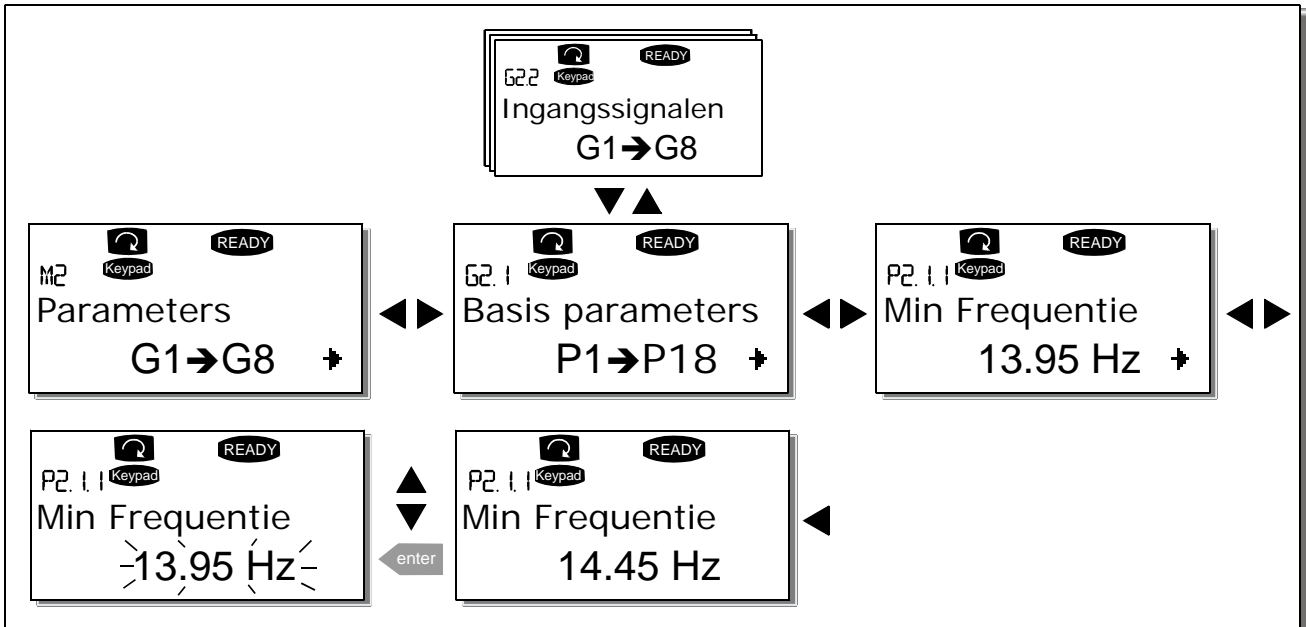 READY
G2.2 Keypad
Ingangssignalen
G1➔G8
READY
M2 Keypad
Parameters
G1➔G8
READY
G2.1 Keypad
Basis parameters
P1➔P18
READY
P2.1.1 Keypad
Min Frequentie
13.95 Hz
READY
P2.1.1 Keypad
Min Frequentie
13.95 Hz
enter
READY
P2.1.1 Keypad
Min Frequentie
14.45 Hz